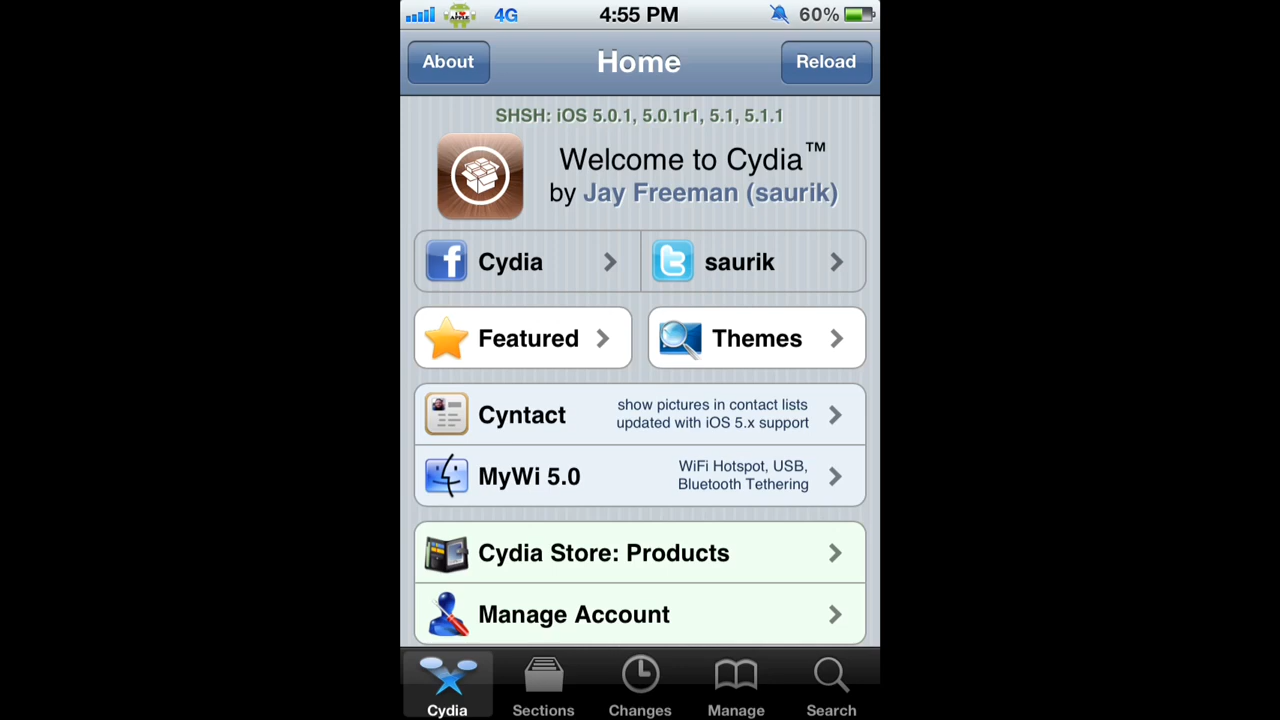 4G
4:55 PM
60%
About
Home
Reload
SHSH: iOS 5.0.1, 5.0.1r1, 5.1, 5.1.1
Welcome to Cydia™
by Jay Freeman (saurik)
Cydia
saurik
Featured
Themes
Cyntact
show pictures in contact lists
updated with iOS 5.x support
MyWi 5.0
WiFi Hotspot, USB,
Bluetooth Tethering
Cydia Store: Products
Manage Account
Cydia
Sections
Changes
Manage
Search